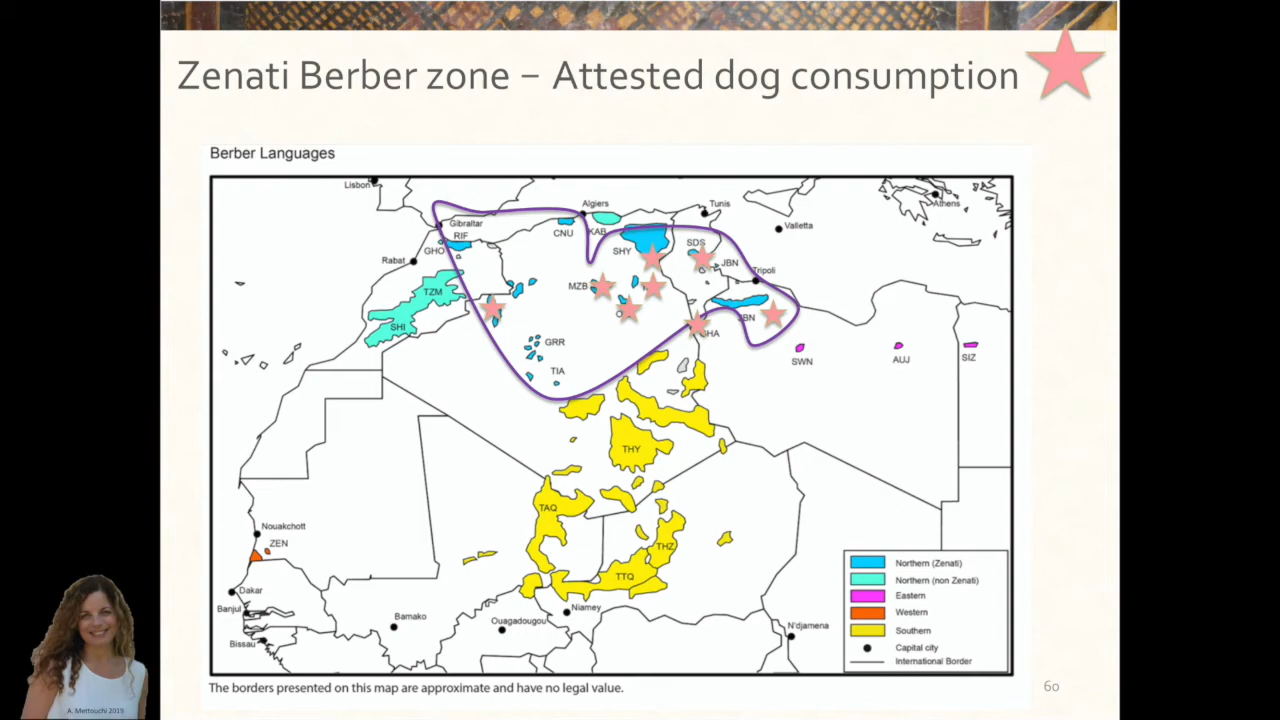 Zenati Berber zone – Attested dog consumption
Berber Languages
Lisbon
Algiers
Tunis
Athens
Gibraltar
Valletta
RIF
CNU
KAB
SDS
GHO
SHY
Rabat
JBN
Tripoli
TZM
MZB
SHI
JBN
GRR
SWN
AUJ
SIZ
TIA
THY
TAQ
Nouakchott
ZEN
THZ
TTQ
Dakar
Banjul
Bamako
Niamey
Ouagadougou
N'djamena
Bissau
Northern (Zenati)
Northern (non Zenati)
Eastern
Western
Southern
Capital city
International Border
The borders presented on this map are approximate and have no legal value.
60
A. Mettouchi 2019